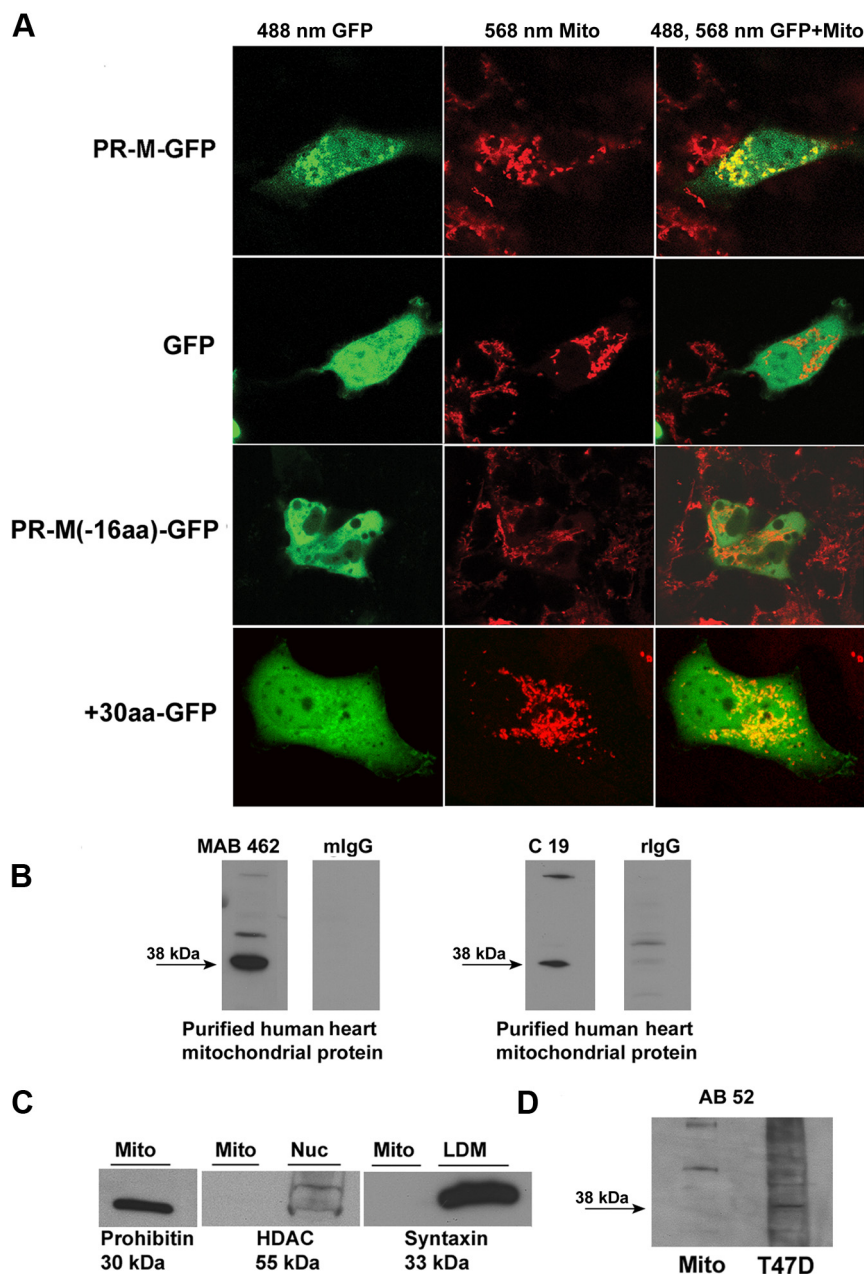 A
488 nm GFP
568 nm Mito
488, 568 nm GFP+Mito
PR-M-GFP
GFP
PR-M(-16aa)-GFP
+30aa-GFP
B
MAB 462
mIgG
C 19
rIgG
38 kDa
38 kDa
Purified human heart
mitochondrial protein
Purified human heart
mitochondrial protein
C
Mito
Mito
Nuc
Mito
LDM
Prohibitin
30 kDa
HDAC
55 kDa
Syntaxin
33 kDa
D
AB 52
38 kDa
Mito
T47D